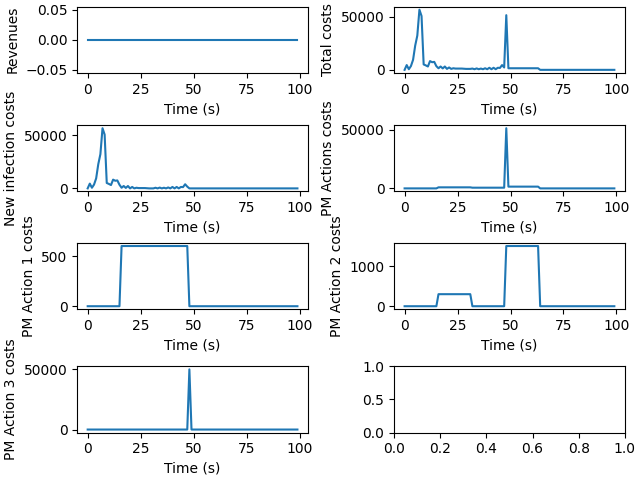 Revenues
0.05
0.00
−0.05
0 25 50 75 100
Time (s)
Total costs
50000
0
0 25 50 75 100
Time (s)
New infection costs
50000
0
0 25 50 75 100
Time (s)
PM Actions costs
50000
0
0 25 50 75 100
Time (s)
PM Action 1 costs
500
0
0 25 50 75 100
Time (s)
PM Action 2 costs
1000
0
0 25 50 75 100
Time (s)
PM Action 3 costs
50000
0
0 25 50 75 100
Time (s)
1.0
0.5
0.0
0.0 0.2 0.4 0.6 0.8 1.0